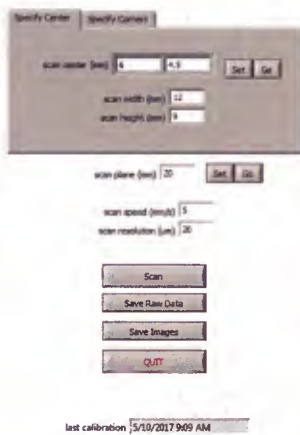 Specify Center Specify Corners
scan center (mm) 6 4.5 Set Go
scan width (mm) 12
scan height (mm) 9
scan plane (mm) 20 Set Go
scan speed (mm/s) 5
scan resolution (um) 20
Scan
Save Raw Data
Save Images
QUIT
last calibration 5/10/2017 9:09 AM